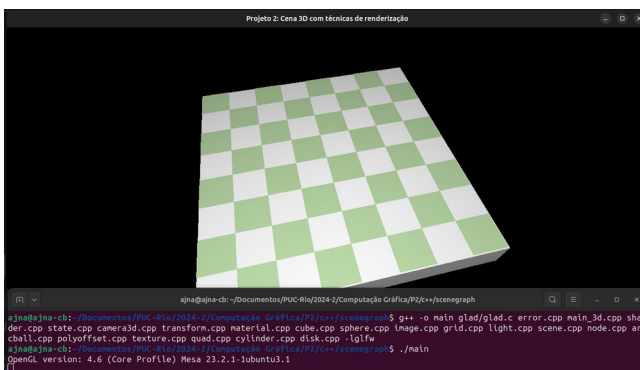 Projeto 2: Cena 3D com técnicas de renderização
ajna@ajna-cb: ~/Documentos/PUC-Rio/2024-2/Computação Gráfica/P2/c++/scenegraph
ajna@ajna-cb:~/Documentos/PUC-Rio/2024-2/Computação Gráfica/P2/c++/scenegraph$ g++ -o main glad/glad.c error.cpp main_3d.cpp sha
der.cpp state.cpp camera3d.cpp transform.cpp material.cpp cube.cpp sphere.cpp image.cpp grid.cpp light.cpp scene.cpp node.cpp ar
cball.cpp polyoffset.cpp texture.cpp quad.cpp cylinder.cpp disk.cpp -lglfw
ajna@ajna-cb:~/Documentos/PUC-Rio/2024-2/Computação Gráfica/P2/c++/scenegraph$ ./main
OpenGL version: 4.6 (Core Profile) Mesa 23.2.1-1ubuntu3.1